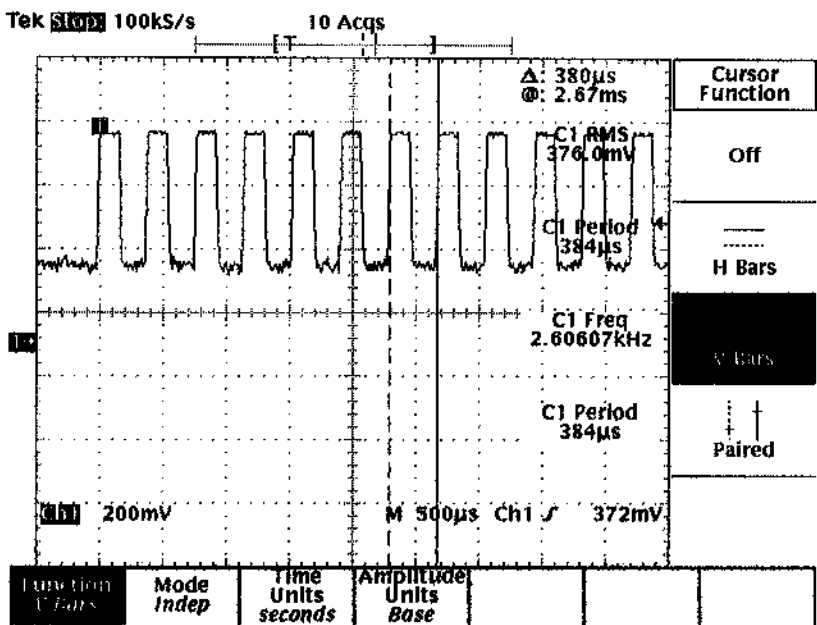 Tek Stop 100kS/s 10 Acqs
Δ: 380µs
@: 2.67ms
C1 RMS
376.0mV
C1 Period
384µs
C1 Freq
2.60607kHz
C1 Period
384µs
Ch1 200mV M 500µs Ch1 372mV
Cursor
Function
Off
H Bars
V Bars
Paired
Function
V Bars
Mode
Indep
Time
Units
seconds
Amplitude
Units
Base